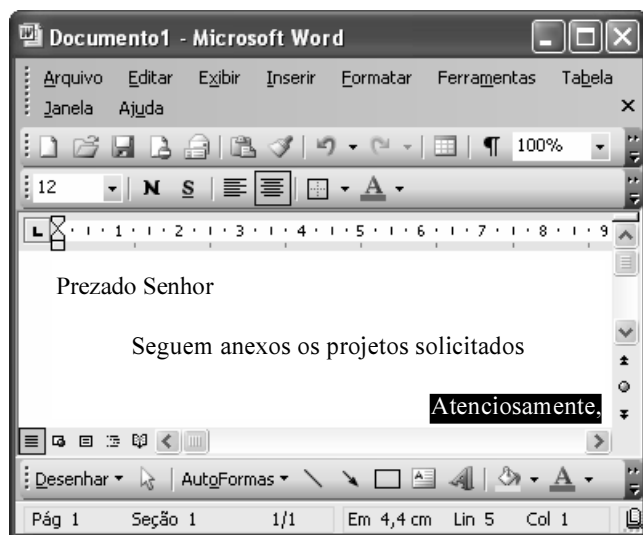 Documento1 - Microsoft Word
Arquivo Editar Exibir Inserir Formatar Ferramentas Tabela
Janela Ajuda
100%
12 N S A
1 2 3 4 5 6 7 8 9
Prezado Senhor
Seguem anexos os projetos solicitados
Atenciosamente,
Desenhar AutoFormas A A
Pág 1 Seção 1 1/1 Em 4,4 cm Lin 5 Col 1